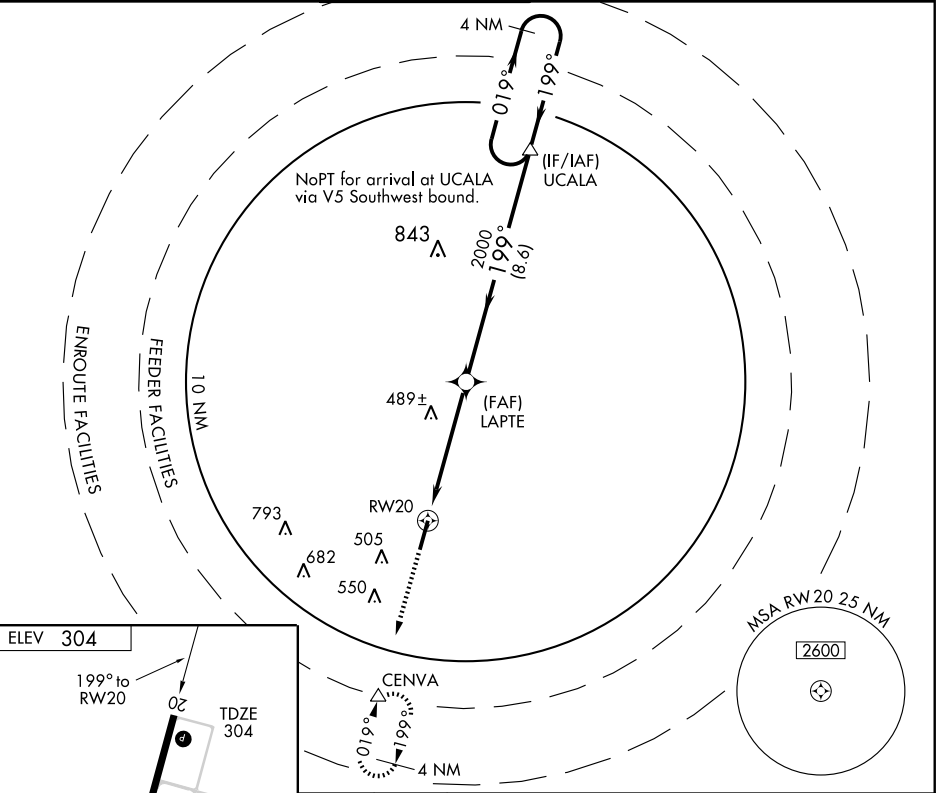 4 NM
019°
199°
(IF/IAF)
UCALA
NoPT for arrival at UCALA
via V5 Southwest bound.
843
2000
199°
(8.6)
ENROUTE FACILITIES
FEEDER FACILITIES
10 NM
489±
(FAF)
LAPTE
RW20
793
505
682
550
MSA RW20 25 NM
2600
ELEV 304
199° to
RW20
20
TDZE
304
P
CENVA
019°
199°
4 NM